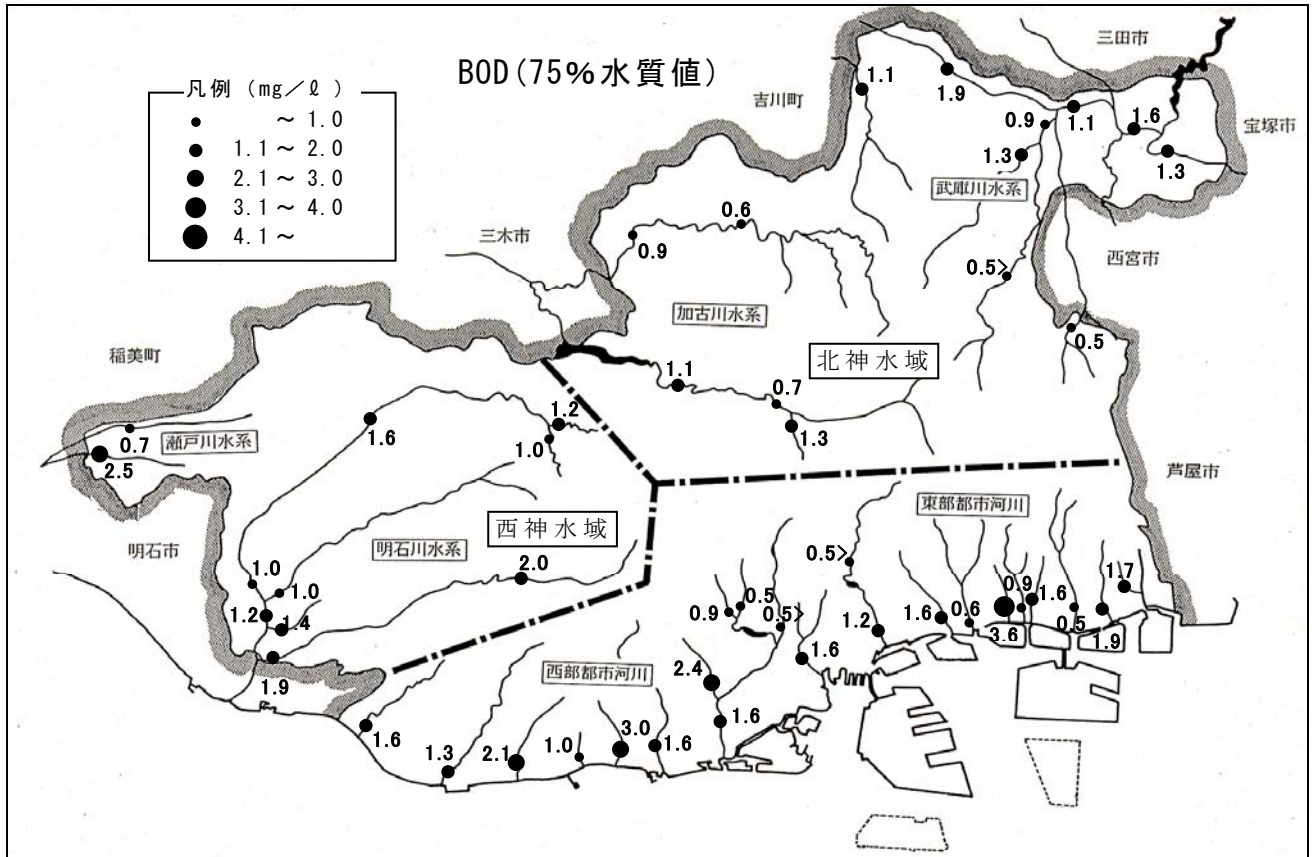 BOD(75%水質値)
凡例 (mg/ℓ)
～ 1.0
1.1 ～ 2.0
2.1 ～ 3.0
3.1 ～ 4.0
4.1 ～
三田市
吉川町
宝塚市
1.1
1.9
0.9
1.1
1.6
1.3
1.3
武庫川水系
三木市
0.6
0.9
西宮市
0.5>
加古川水系
北神水域
0.5
稲美町
1.1
0.7
1.3
1.2
1.0
1.6
0.7
瀬戸川水系
2.5
芦屋市
東部都市河川
明石市
西神水域
明石川水系
2.0
1.0
1.0
1.2
1.4
1.9
0.5>
0.9
0.5
0.5>
1.2
1.6
0.6
3.6
0.9
1.6
0.5
1.9
1.7
1.6
西部都市河川
2.4
1.6
1.6
1.3
2.1
1.0
3.0
1.6